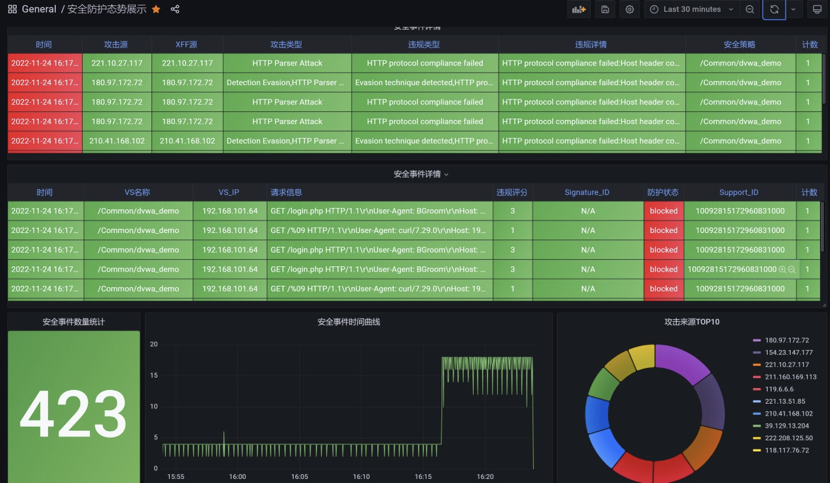 General / 安全防护态势展示
Last 30 minutes
安全事件详情
时间 攻击源 XFF源 攻击类型 违规类型 违规详情 安全策略 计数
2022-11-24 16:17... 221.10.27.117 221.10.27.117 HTTP Parser Attack HTTP protocol compliance failed HTTP protocol compliance failed:Host header co... /Common/dvwa_demo 1
2022-11-24 16:17... 180.97.172.72 180.97.172.72 Detection Evasion,HTTP Parser ... Evasion technique detected,HTTP pro... HTTP protocol compliance failed:Host header co... /Common/dvwa_demo 1
2022-11-24 16:17... 180.97.172.72 180.97.172.72 HTTP Parser Attack HTTP protocol compliance failed HTTP protocol compliance failed:Host header co... /Common/dvwa_demo 1
2022-11-24 16:17... 180.97.172.72 180.97.172.72 HTTP Parser Attack HTTP protocol compliance failed HTTP protocol compliance failed:Host header co... /Common/dvwa_demo 1
2022-11-24 16:17... 210.41.168.102 210.41.168.102 Detection Evasion,HTTP Parser ... Evasion technique detected,HTTP pro... HTTP protocol compliance failed:Host header co... /Common/dvwa_demo 1
安全事件详情
时间 VS名称 VS_IP 请求信息 违规评分 Signature_ID 防护状态 Support_ID 计数
2022-11-24 16:17... /Common/dvwa_demo 192.168.101.64 GET /login.php HTTP/1.1\r\nUser-Agent: BGroom\r\nHost: ... 3 N/A blocked 10092815172960831000 1
2022-11-24 16:17... /Common/dvwa_demo 192.168.101.64 GET /%09 HTTP/1.1\r\nUser-Agent: curl/7.29.0\r\nHost: 19... 1 N/A blocked 10092815172960831000 1
2022-11-24 16:17... /Common/dvwa_demo 192.168.101.64 GET /login.php HTTP/1.1\r\nUser-Agent: BGroom\r\nHost: ... 3 N/A blocked 10092815172960831000 1
2022-11-24 16:17... /Common/dvwa_demo 192.168.101.64 GET /login.php HTTP/1.1\r\nUser-Agent: BGroom\r\nHost: ... 3 N/A blocked 10092815172960831000 1
2022-11-24 16:17... /Common/dvwa_demo 192.168.101.64 GET /%09 HTTP/1.1\r\nUser-Agent: curl/7.29.0\r\nHost: 19... 1 N/A blocked 10092815172960831000 1
安全事件数量统计
423
安全事件时间曲线
20
15
10
5
0
15:55 16:00 16:05 16:10 16:15 16:20
攻击来源TOP10
180.97.172.72
154.23.147.177
221.10.27.117
211.160.169.113
119.6.6.6
221.13.51.85
210.41.168.102
39.129.13.204
222.208.125.50
118.117.76.72